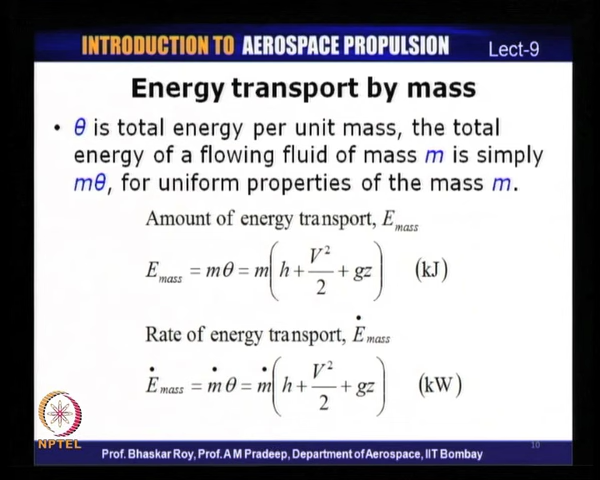 INTRODUCTION TO AEROSPACE PROPULSION Lect-9
Energy transport by mass
• θ is total energy per unit mass, the total
energy of a flowing fluid of mass m is simply
mθ, for uniform properties of the mass m.
Amount of energy transport, E_mass
E_mass = mθ = m(h + V²/2 + gz) (kJ)
Rate of energy transport, Ė_mass
Ė_mass = ṁθ = ṁ(h + V²/2 + gz) (kW)
NPTEL
10
Prof. Bhaskar Roy, Prof. A M Pradeep, Department of Aerospace, IIT Bombay